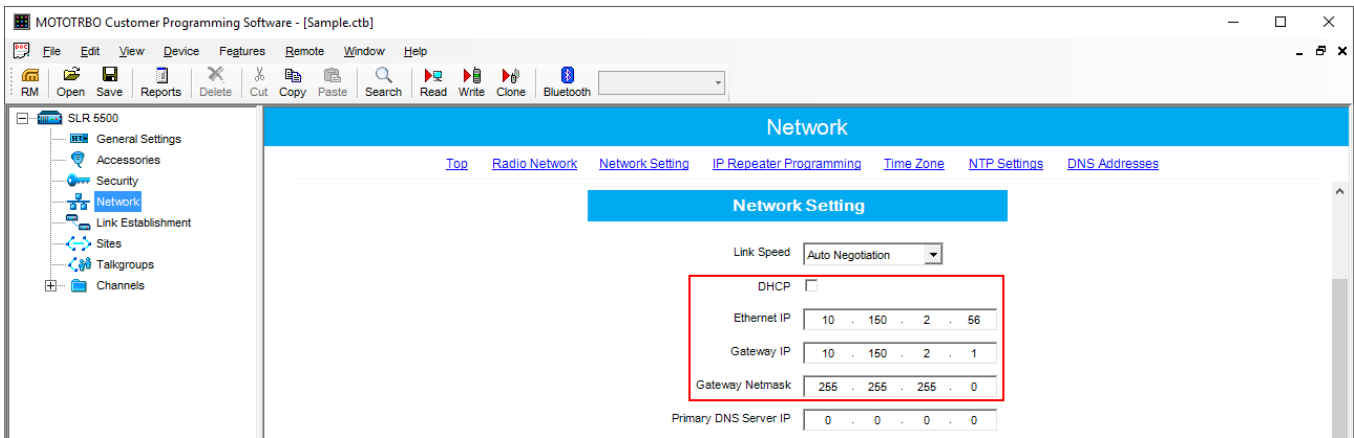 MOTOTRBO Customer Programming Software - [Sample.ctb]
File Edit View Device Features Remote Window Help
RM Open Save Reports Delete Cut Copy Paste Search Read Write Clone Bluetooth
SLR 5500
General Settings
Accessories
Security
Network
Link Establishment
Sites
Talkgroups
Channels
Network
Top Radio Network Network Setting IP Repeater Programming Time Zone NTP Settings DNS Addresses
Network Setting
Link Speed Auto Negotiation
DHCP
Ethernet IP 10 . 150 . 2 . 56
Gateway IP 10 . 150 . 2 . 1
Gateway Netmask 255 . 255 . 255 . 0
Primary DNS Server IP 0 . 0 . 0 . 0